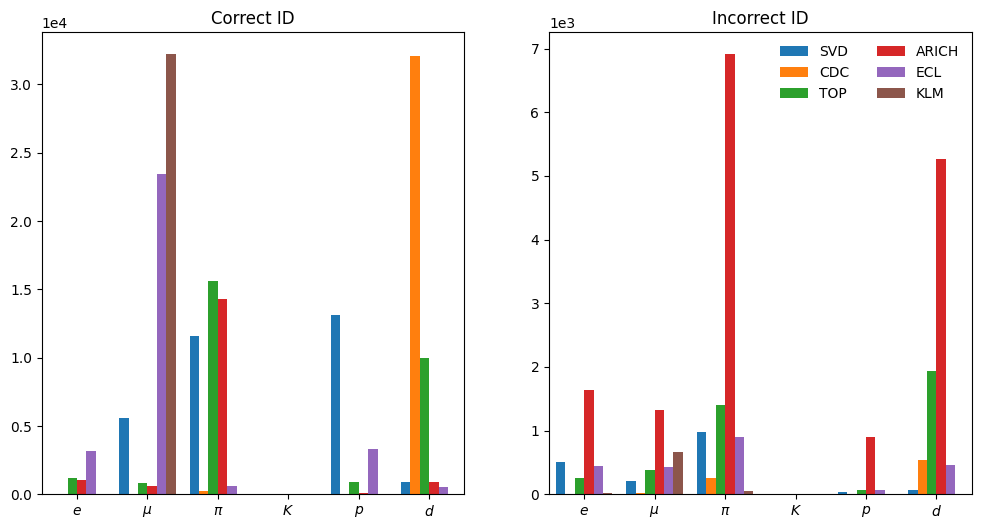 Correct ID
1e4
3.0
2.5
2.0
1.5
1.0
0.5
0.0
e μ π K p d
Incorrect ID
1e3
7
6
5
4
3
2
1
0
e μ π K p d
SVD ARICH
CDC ECL
TOP KLM